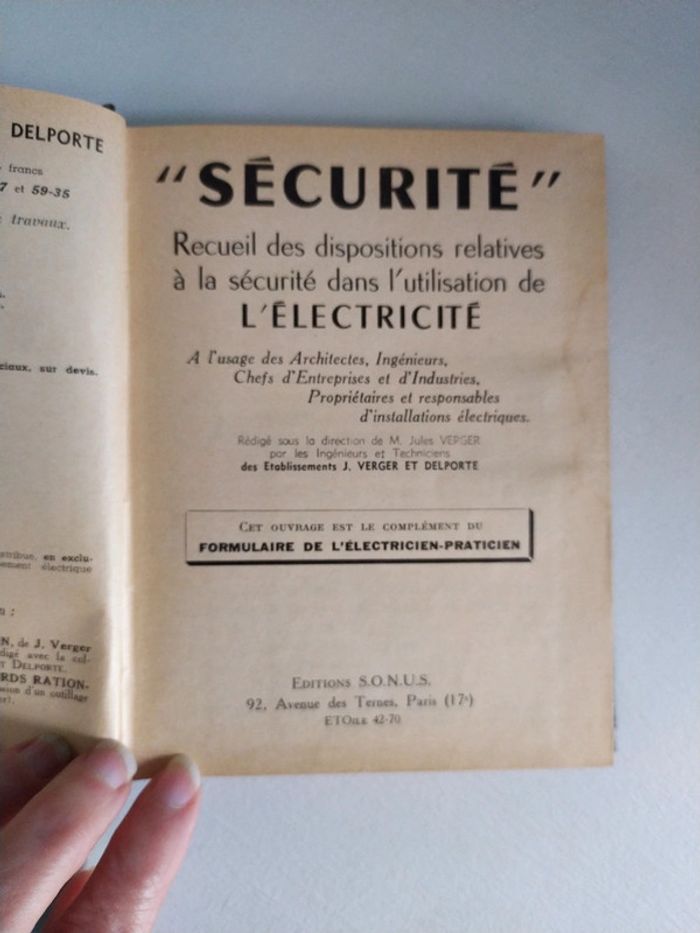 DELPORTE
francs
7 et 59-35
travaux.
ciaux, sur devis.
en exclu-
sement électrique
N, de J. Verger
digé avec la col-
T DELPORTE.
RDS RATION-
sion d'un outillage
"SÉCURITÉ"
Recueil des dispositions relatives
à la sécurité dans l'utilisation de
L'ÉLECTRICITÉ
A l'usage des Architectes, Ingénieurs,
Chefs d'Entreprises et d'Industries,
Propriétaires et responsables
d'installations électriques.
Rédigé sous la direction de M. Jules VERGER
par les Ingénieurs et Techniciens
des Etablissements J. VERGER ET DELPORTE
CET OUVRAGE EST LE COMPLÉMENT DU
FORMULAIRE DE L'ÉLECTRICIEN-PRATICIEN
EDITIONS S.O.N.U.S.
92, Avenue des Ternes, Paris (17e)
ETOILE 42-70